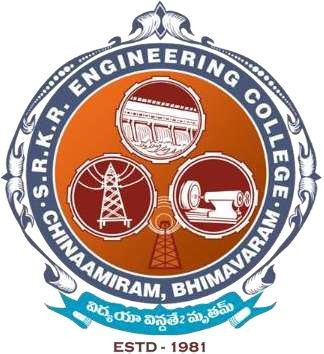 S.R.K.R. ENGINEERING COLLEGE
CHINAAMIRAM, BHIMAVARAM
విద్యయా విన్దతేఽమృతమ్
ESTD - 1981